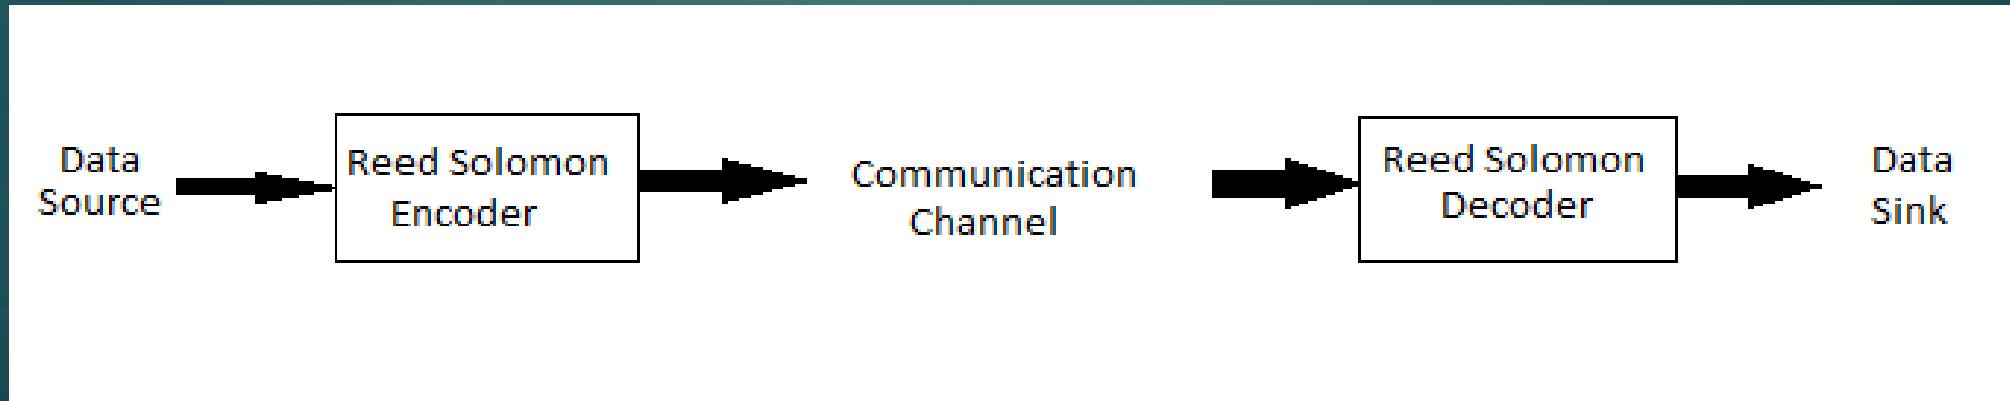 Data
Source
Reed Solomon
Encoder
Communication
Channel
Reed Solomon
Decoder
Data
Sink